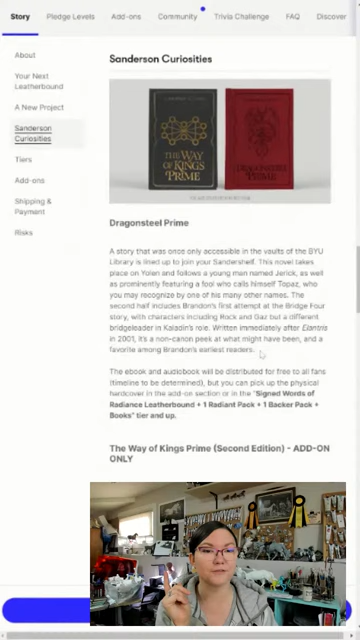 Story Pledge Levels Add-ons Community Trivia Challenge FAQ Discover
About
Your Next
Leatherbound
A New Project
Sanderson
Curiosities
Tiers
Add-ons
Shipping &
Payment
Risks
Sanderson Curiosities
THE WAY OF
KINGS
PRIME
DRAGONSTEEL
PRIME
Dragonsteel Prime
A story that was once only accessible in the vaults of the BYU
Library is lined up to join your Sandershelf. This novel takes
place on Yolen and follows a young man named Jerick, as well
as prominently featuring a fool who calls himself Topaz, who
you may recognize by one of his many other names. The
second half includes Brandon's first attempt at the Bridge Four
story, with characters including Rock and Gaz but a different
bridgeleader in Kaladin's role. Written immediately after Elantris
in 2001, it's a non-canon peek at what might have been, and a
favorite among Brandon's earliest readers.
The ebook and audiobook will be distributed for free to all fans
(timeline to be determined), but you can pick up the physical
hardcover in the add-on section or in the "Signed Words of
Radiance Leatherbound + 1 Radiant Pack + 1 Backer Pack +
Books" tier and up.
The Way of Kings Prime (Second Edition) - ADD-ON
ONLY